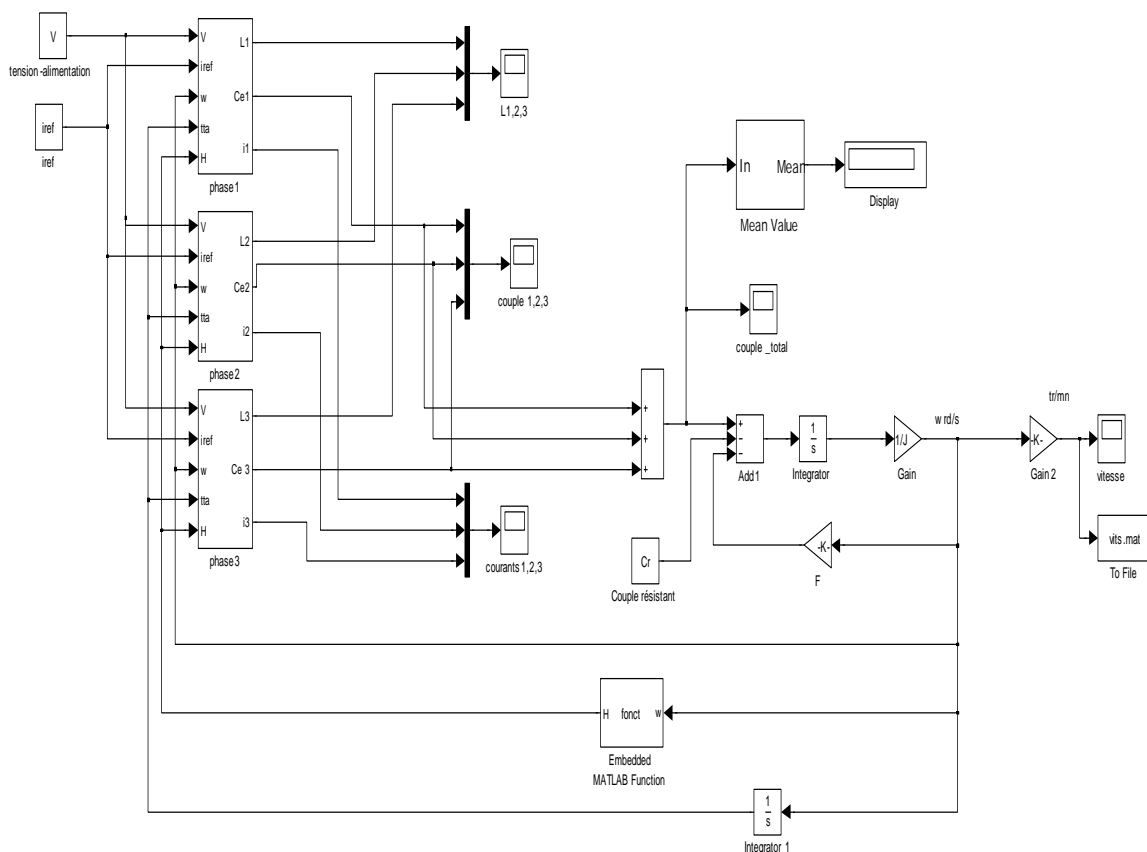 V
tension-alimentation
iref
iref
V
iref
w
tta
H
L1
Ce1
i1
phase1
V
iref
w
tta
H
L2
Ce2
i2
phase2
V
iref
w
tta
H
L3
Ce 3
i3
phase3
L1,2,3
couple 1,2,3
courants1,2,3
In
Mean
Mean Value
Display
couple _total
+
+
+
+
−
−
Add1
1
s
Integrator
1/J
Gain
w rd/s
tr/mn
-K-
Gain 2
vitesse
vits.mat
To File
Cr
Couple résistant
-K-
F
H
fonct
w
Embedded
MATLAB Function
1
s
Integrator 1